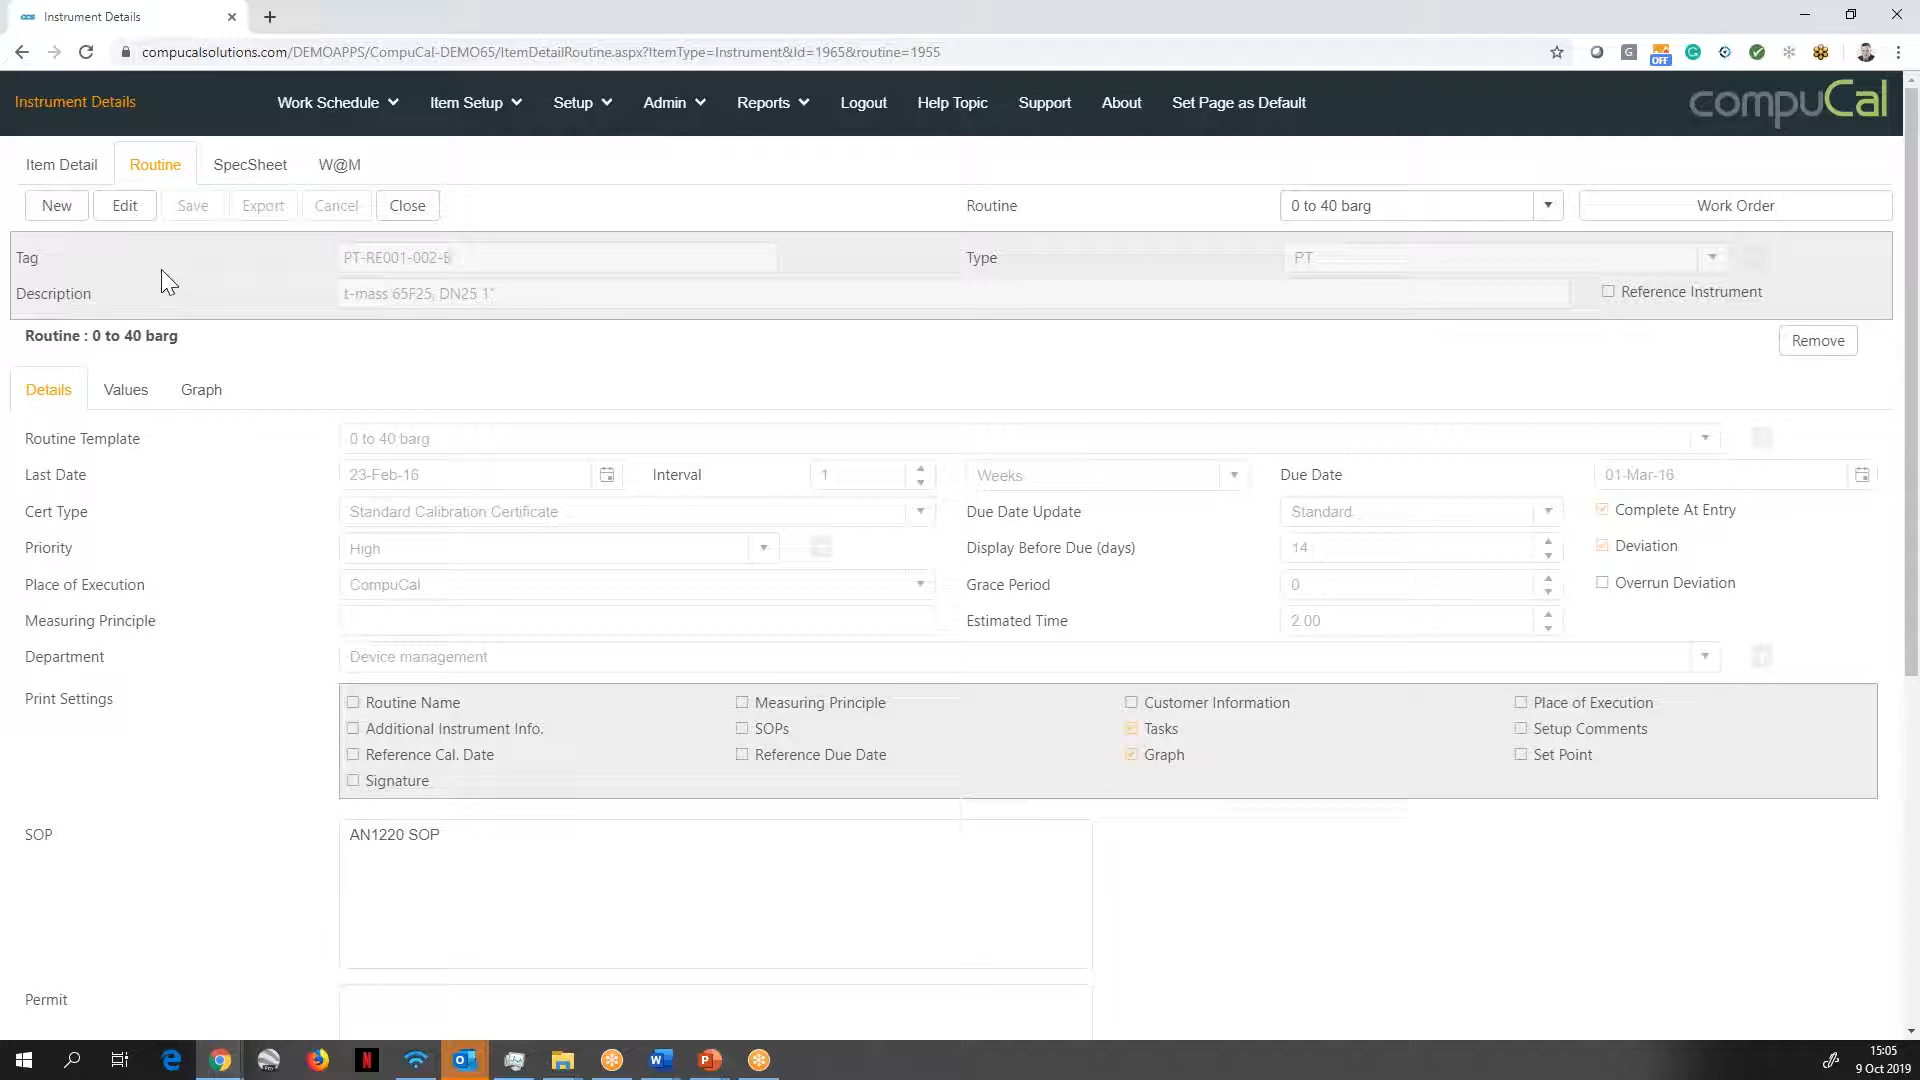 ccs Instrument Details
compucalsolutions.com/DEMOAPPS/CompuCal-DEMO65/ItemDetailRoutine.aspx?ItemType=Instrument&Id=1965&routine=1955
OFF
Instrument Details Work Schedule Item Setup Setup Admin Reports Logout Help Topic Support About Set Page as Default compuCal
Item Detail Routine SpecSheet W@M
New Edit Save Export Cancel Close Routine 0 to 40 barg Work Order
Tag PT-RE001-002-E Type PT
Description t-mass 65F25, DN25 1" Reference Instrument
Routine : 0 to 40 barg Remove
Details Values Graph
Routine Template 0 to 40 barg
Last Date 23-Feb-16 Interval 1 Weeks Due Date 01-Mar-16
Cert Type Standard Calibration Certificate Due Date Update Standard Complete At Entry
Priority High Display Before Due (days) 14 Deviation
Place of Execution CompuCal Grace Period 0 Overrun Deviation
Measuring Principle Estimated Time 2.00
Department Device management
Print Settings Routine Name Measuring Principle Customer Information Place of Execution
Additional Instrument Info. SOPs Tasks Setup Comments
Reference Cal. Date Reference Due Date Graph Set Point
Signature
SOP AN1220 SOP
Permit
15:05
9 Oct 2019